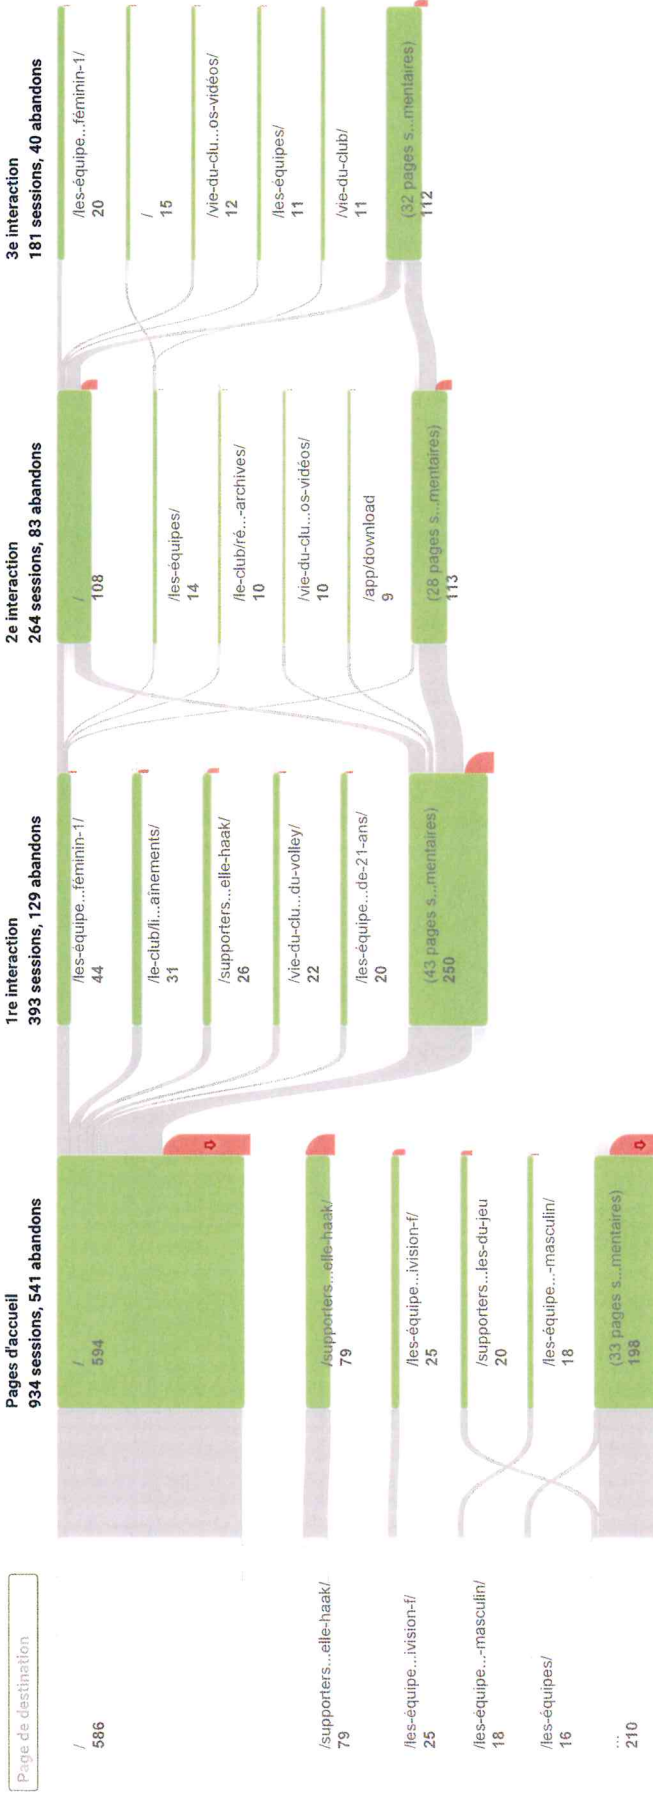 Page de destination
/
586
/supporters...elle-haak/
79
/les-équipe...ivision-f/
25
/les-équipe...-masculin/
18
/les-équipes/
16
...
210
Pages d'accueil
934 sessions, 541 abandons
/
594
/supporters...elle-haak/
79
/les-équipe...ivision-f/
25
/supporters...les-du-jeu
20
/les-équipe...-masculin/
18
(33 pages s...mentaires)
198
1re interaction
393 sessions, 129 abandons
/les-équipe...féminin-1/
44
/le-club/li...aînements/
31
/supporters...elle-haak/
26
/vie-du-clu...du-volley/
22
/les-équipe...de-21-ans/
20
(43 pages s...mentaires)
250
2e interaction
264 sessions, 83 abandons
/
108
/les-équipes/
14
/le-club/ré...-archives/
10
/vie-du-clu...os-vidéos/
10
/app/download
9
(28 pages s...mentaires)
113
3e interaction
181 sessions, 40 abandons
/les-équipe...féminin-1/
20
/
15
/vie-du-clu...os-vidéos/
12
/les-équipes/
11
/vie-du-club/
11
(32 pages s...mentaires)
112